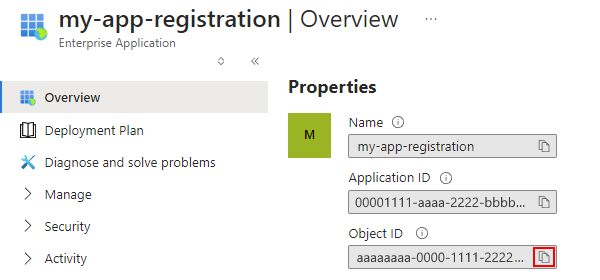 my-app-registration | Overview ...
Enterprise Application
Overview
Deployment Plan
Diagnose and solve problems
Manage
Security
Activity
Properties
M
Name
my-app-registration
Application ID
00001111-aaaa-2222-bbbb...
Object ID
aaaaaaaa-0000-1111-2222...